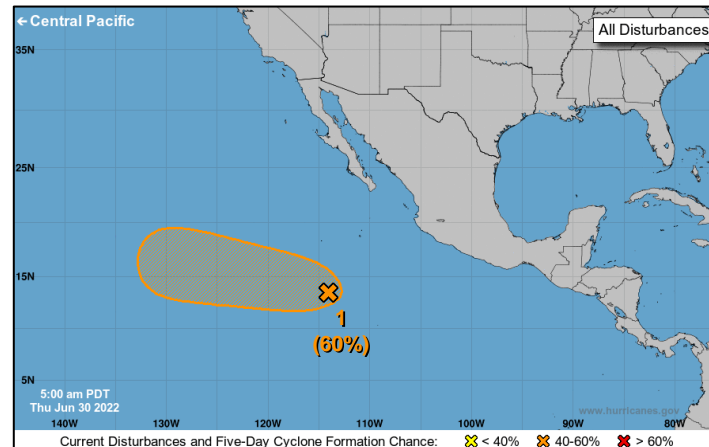 ← Central Pacific
All Disturbances
35N
25N
15N
5N
1
(60%)
5:00 am PDT
Thu Jun 30 2022
www.hurricanes.gov
140W 130W 120W 110W 100W 90W 80W
Current Disturbances and Five-Day Cyclone Formation Chance: < 40% 40-60% > 60%